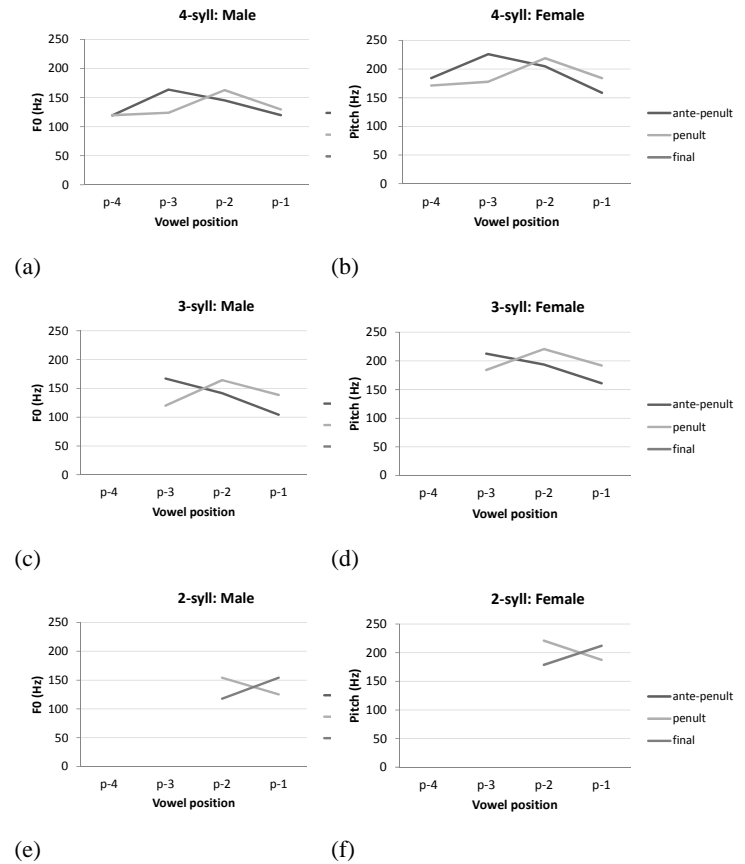 4-syll: Male
250
200
150
100
50
0
F0 (Hz)
p-4 p-3 p-2 p-1
Vowel position
(a)
4-syll: Female
250
200
150
100
50
0
Pitch (Hz)
p-4 p-3 p-2 p-1
Vowel position
ante-penult
penult
final
(b)
3-syll: Male
250
200
150
100
50
0
F0 (Hz)
p-4 p-3 p-2 p-1
Vowel position
(c)
3-syll: Female
250
200
150
100
50
0
Pitch (Hz)
p-4 p-3 p-2 p-1
Vowel position
ante-penult
penult
final
(d)
2-syll: Male
250
200
150
100
50
0
F0 (Hz)
p-4 p-3 p-2 p-1
Vowel position
(e)
2-syll: Female
250
200
150
100
50
0
Pitch (Hz)
p-4 p-3 p-2 p-1
Vowel position
ante-penult
penult
final
(f)